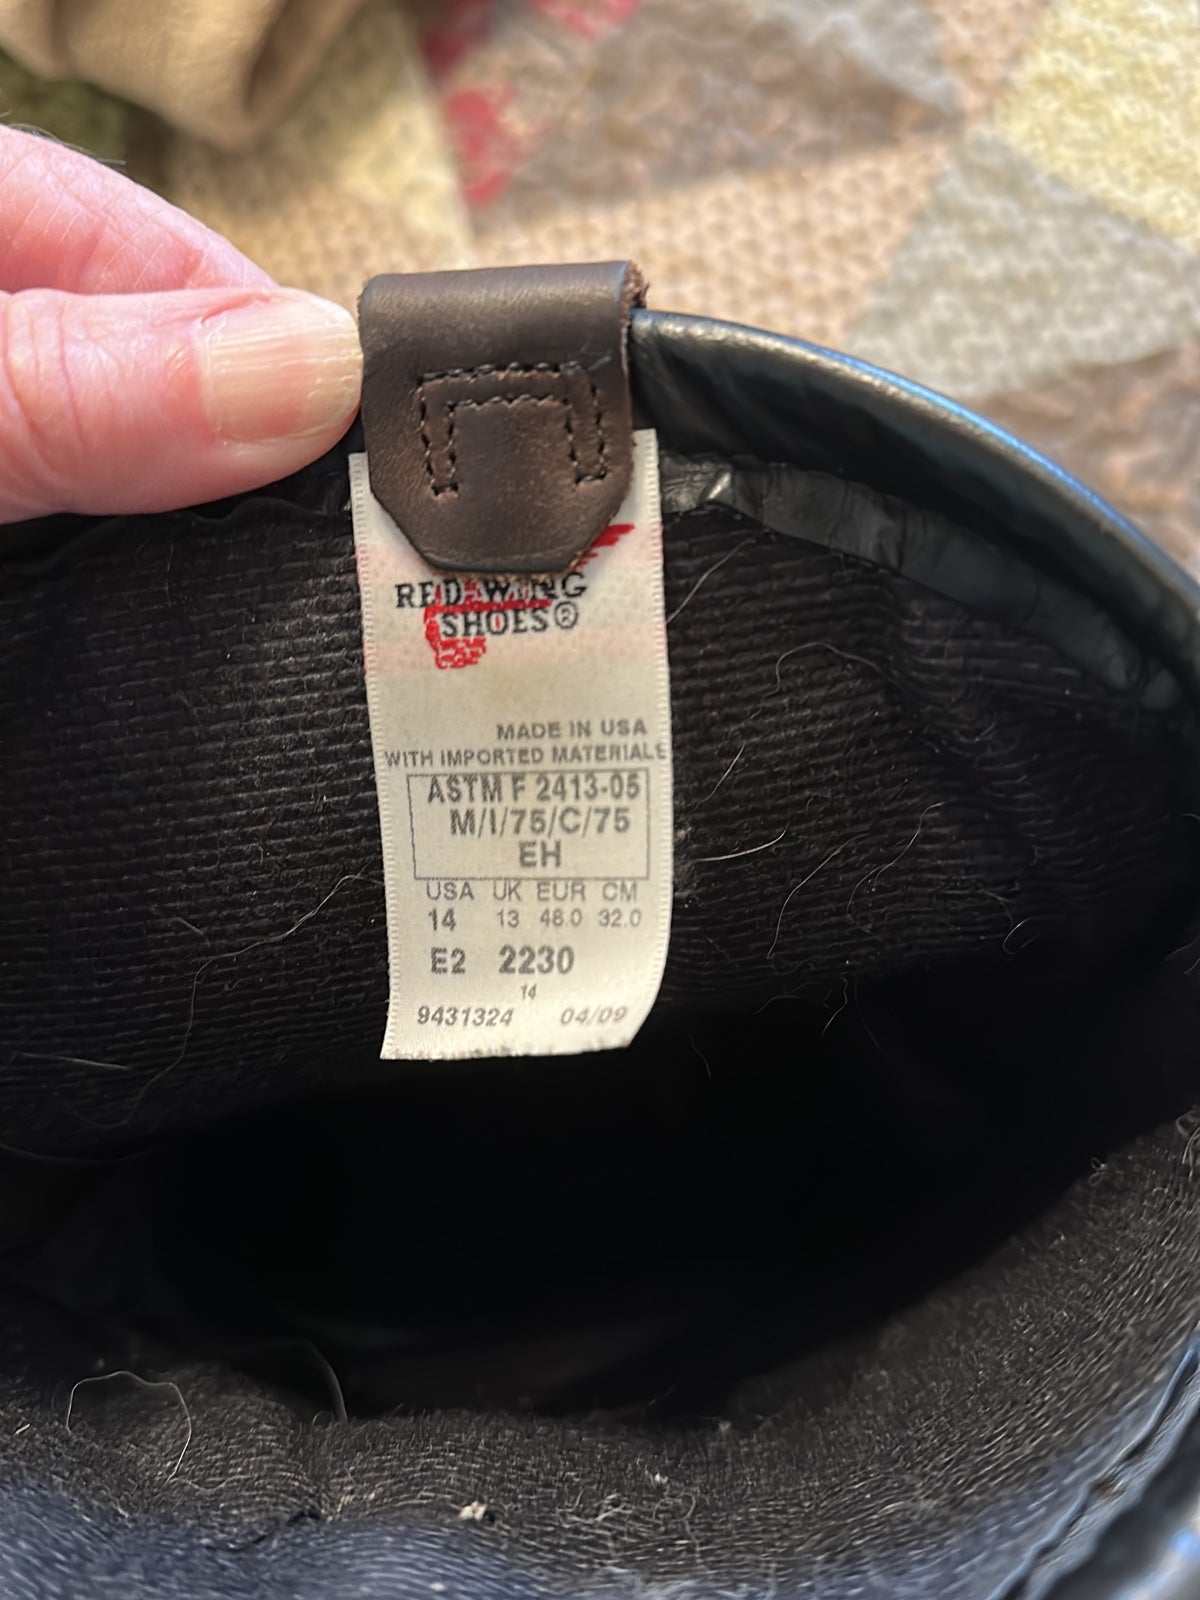 RED WING
SHOES®
MADE IN USA
WITH IMPORTED MATERIALS
ASTM F 2413-05
M/I/75/C/75
EH
USA UK EUR CM
14 13 48.0 32.0
E2 2230
14
9431324 04/09